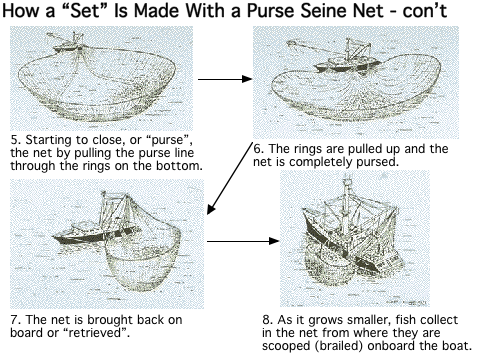 How a “Set” Is Made With a Purse Seine Net - con’t
5. Starting to close, or “purse”,
the net by pulling the purse line
through the rings on the bottom.
6. The rings are pulled up and the
net is completely pursed.
7. The net is brought back on
board or “retrieved”.
8. As it grows smaller, fish collect
in the net from where they are
scooped (brailed) onboard the boat.